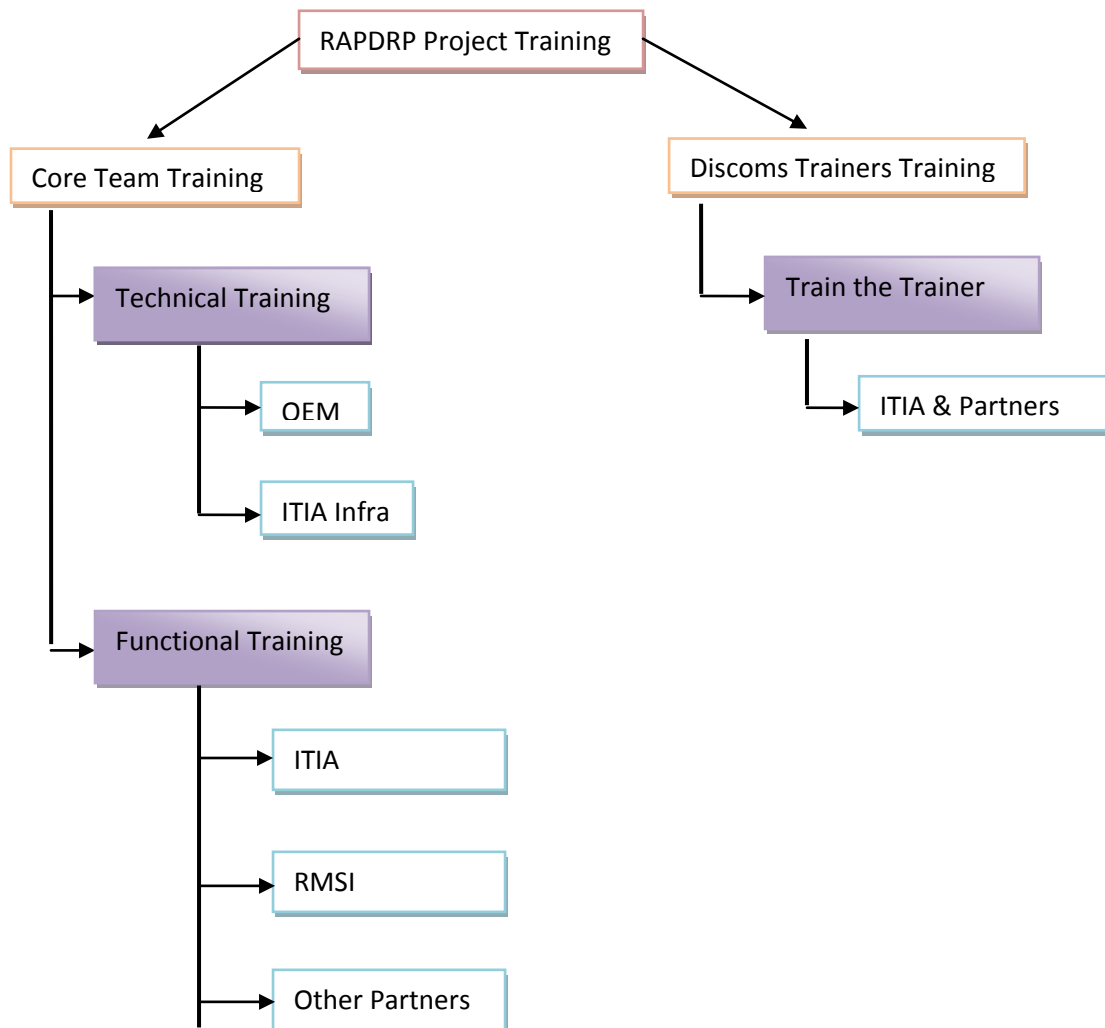 RAPDRP Project Training
Core Team Training
Discoms Trainers Training
Technical Training
Train the Trainer
OEM
ITIA & Partners
ITIA Infra
Functional Training
ITIA
RMSI
Other Partners